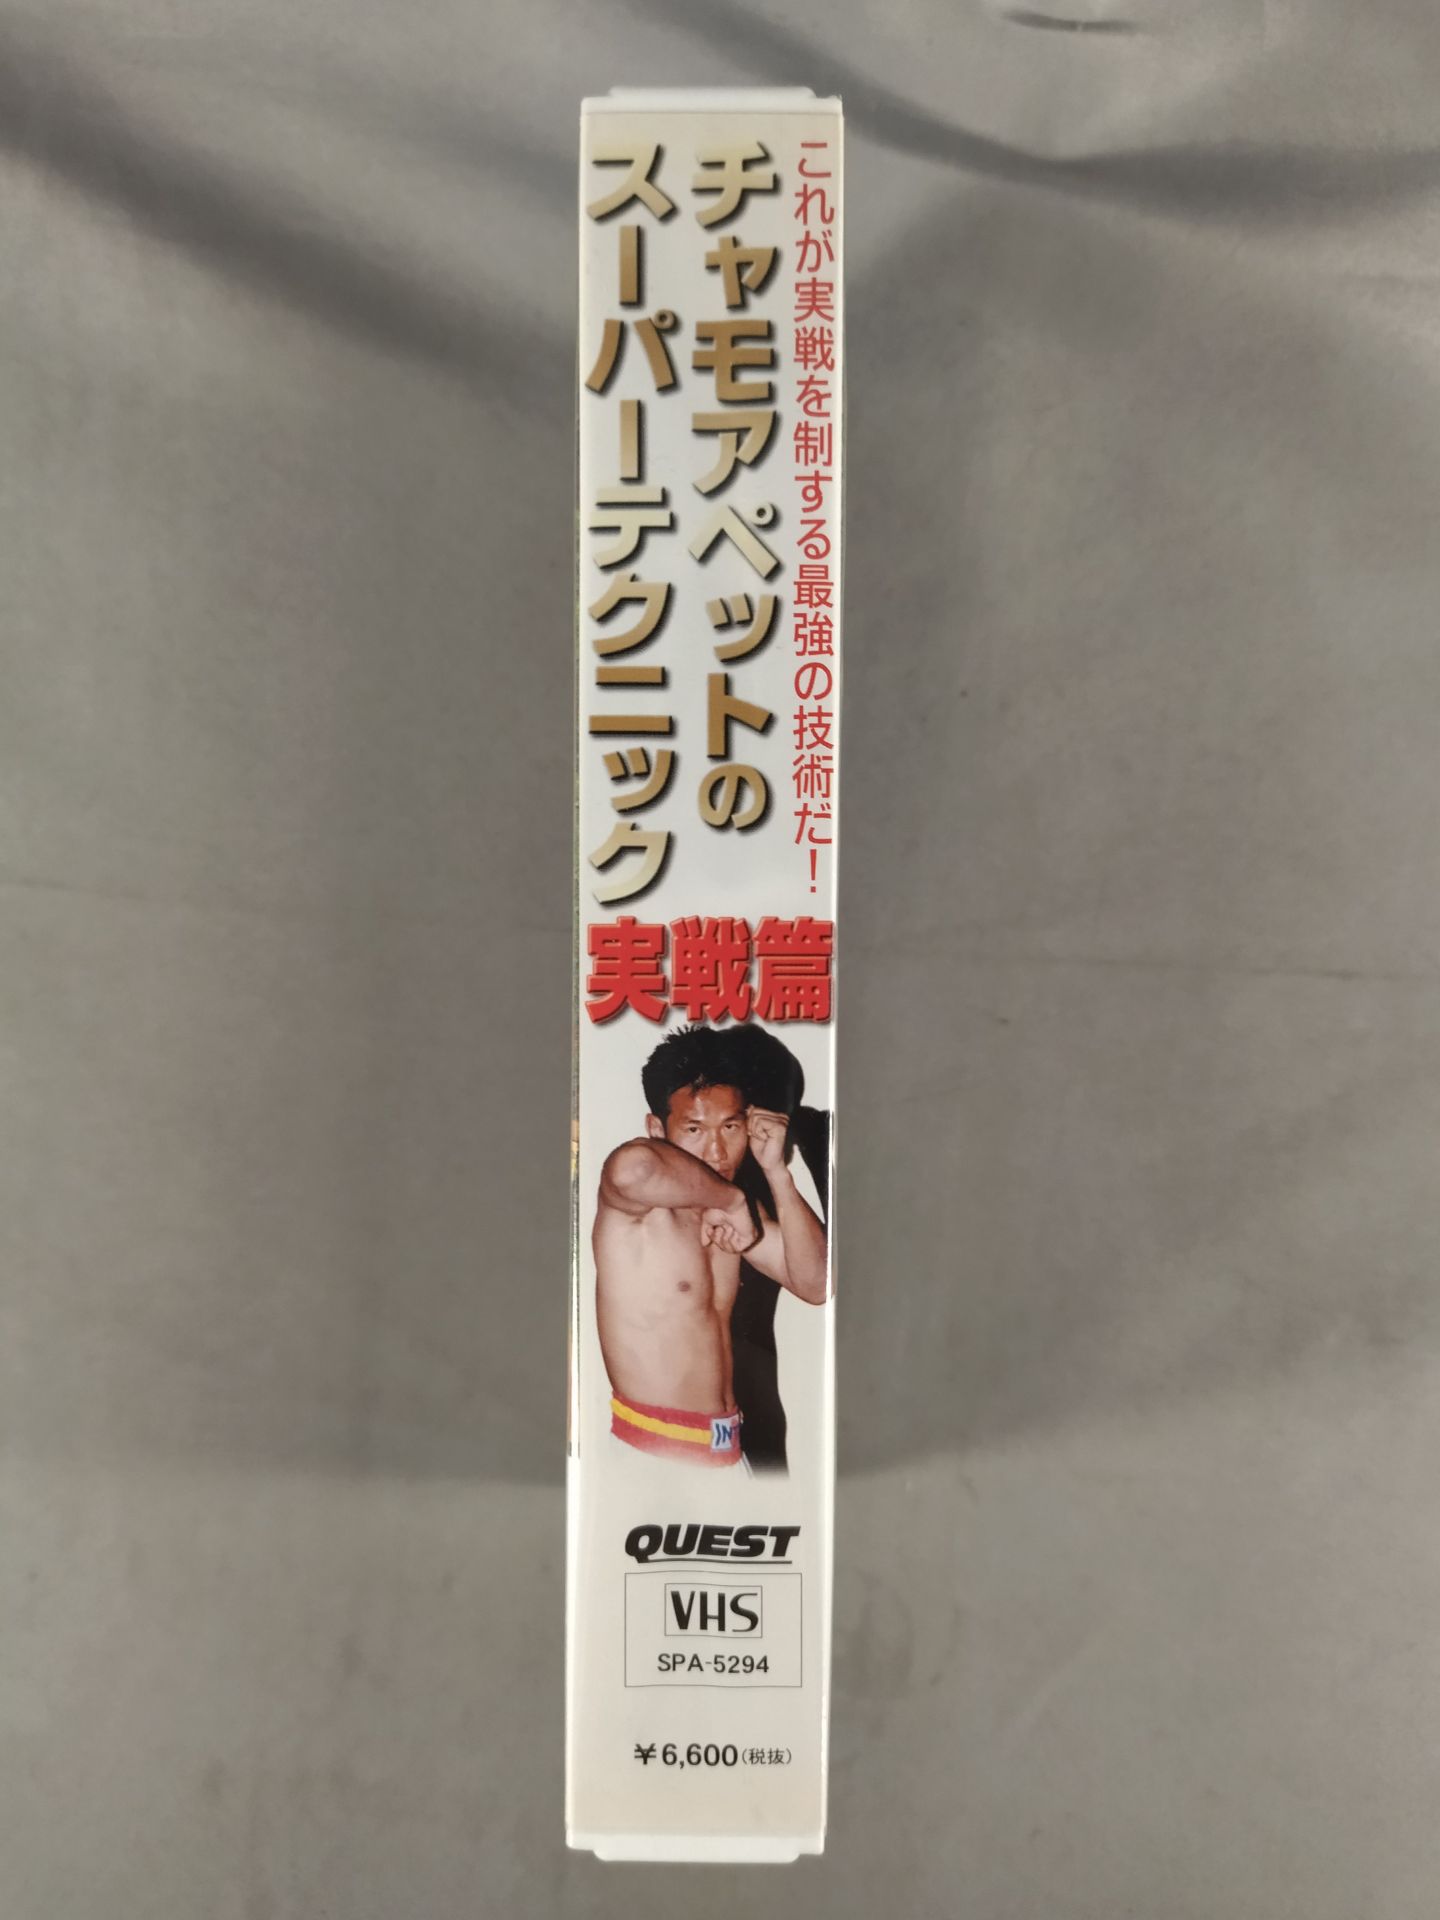 これが実戦を制する最強の技術だ！
チャモアペットの
スーパーテクニック
実戦篇
QUEST
VHS
SPA-5294
¥6,600(税抜)